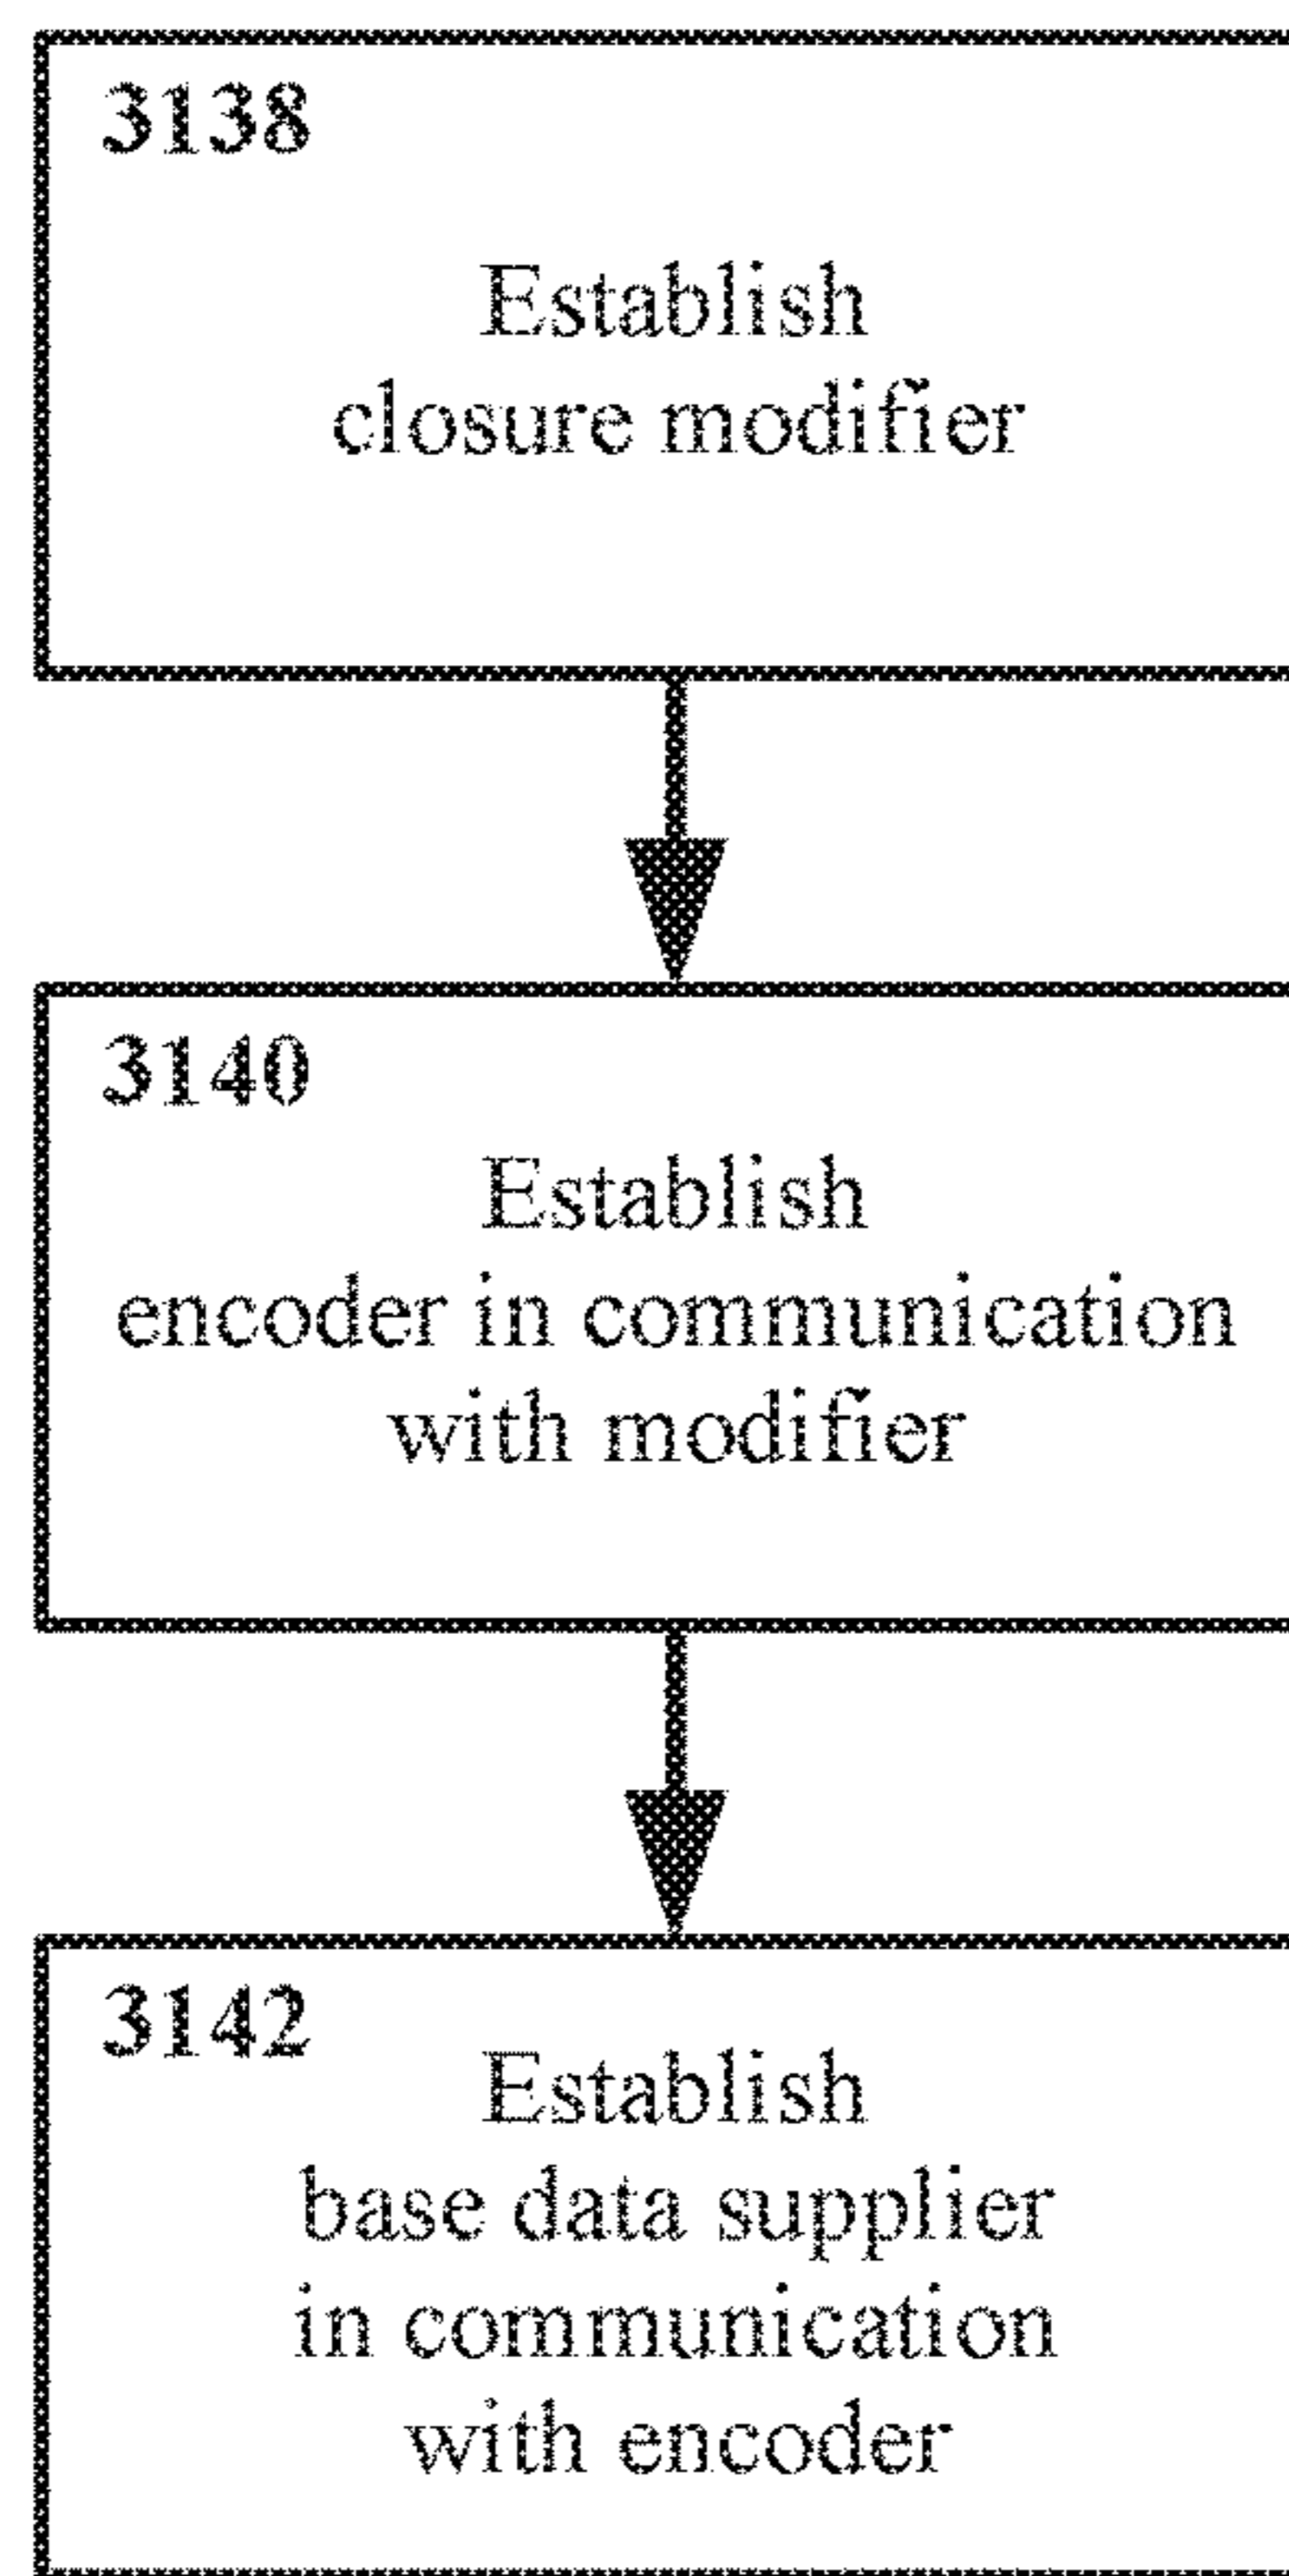 3138
Establish
closure modifier
3140
Establish
encoder in communication
with modifier
3142
Establish
base data supplier
in communication
with encoder